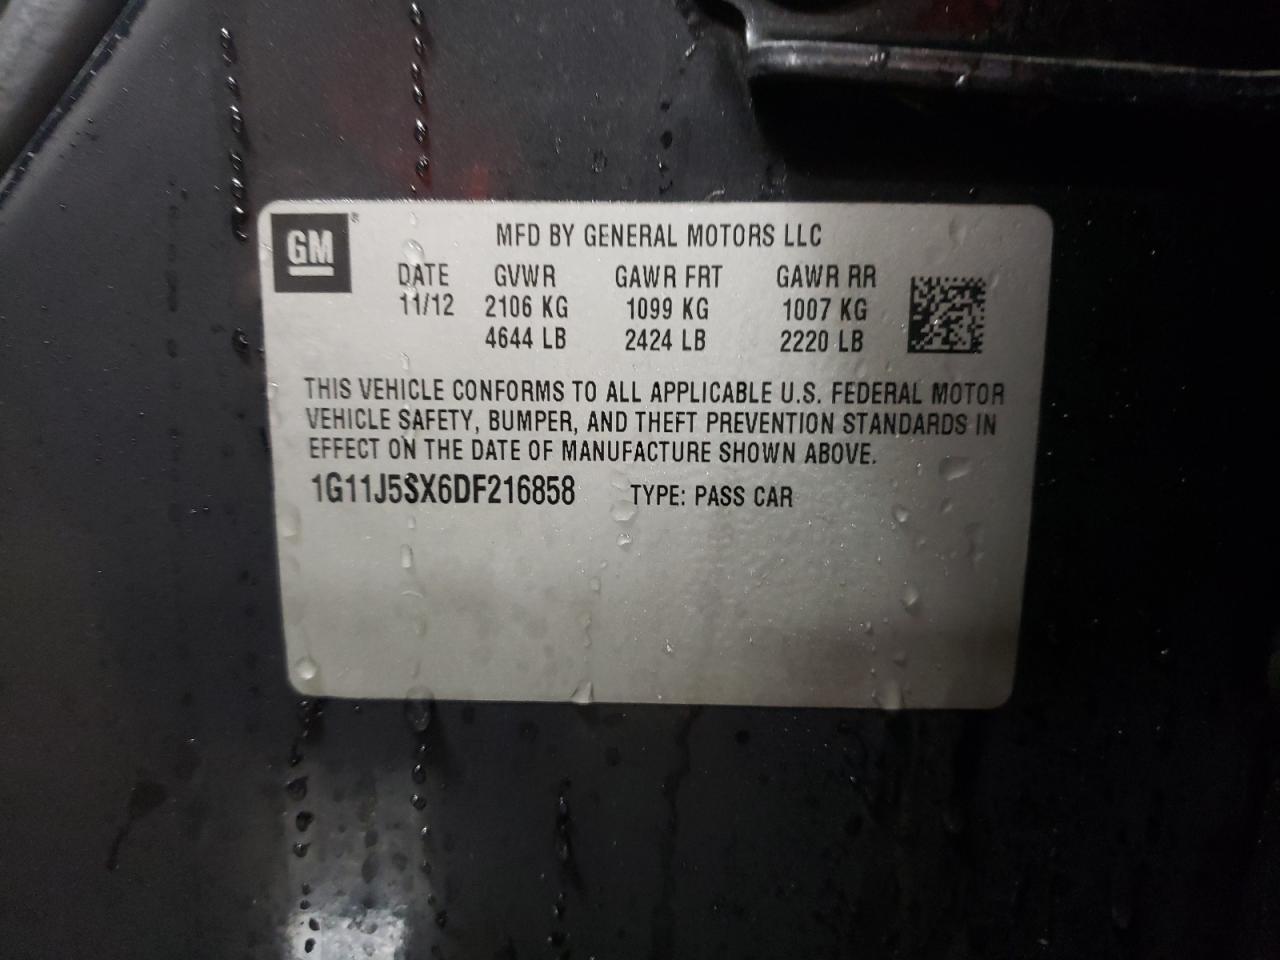 GM®
MFD BY GENERAL MOTORS LLC
DATE GVWR GAWR FRT GAWR RR
11/12 2106 KG 1099 KG 1007 KG
4644 LB 2424 LB 2220 LB
THIS VEHICLE CONFORMS TO ALL APPLICABLE U.S. FEDERAL MOTOR
VEHICLE SAFETY, BUMPER, AND THEFT PREVENTION STANDARDS IN
EFFECT ON THE DATE OF MANUFACTURE SHOWN ABOVE.
1G11J5SX6DF216858 TYPE: PASS CAR